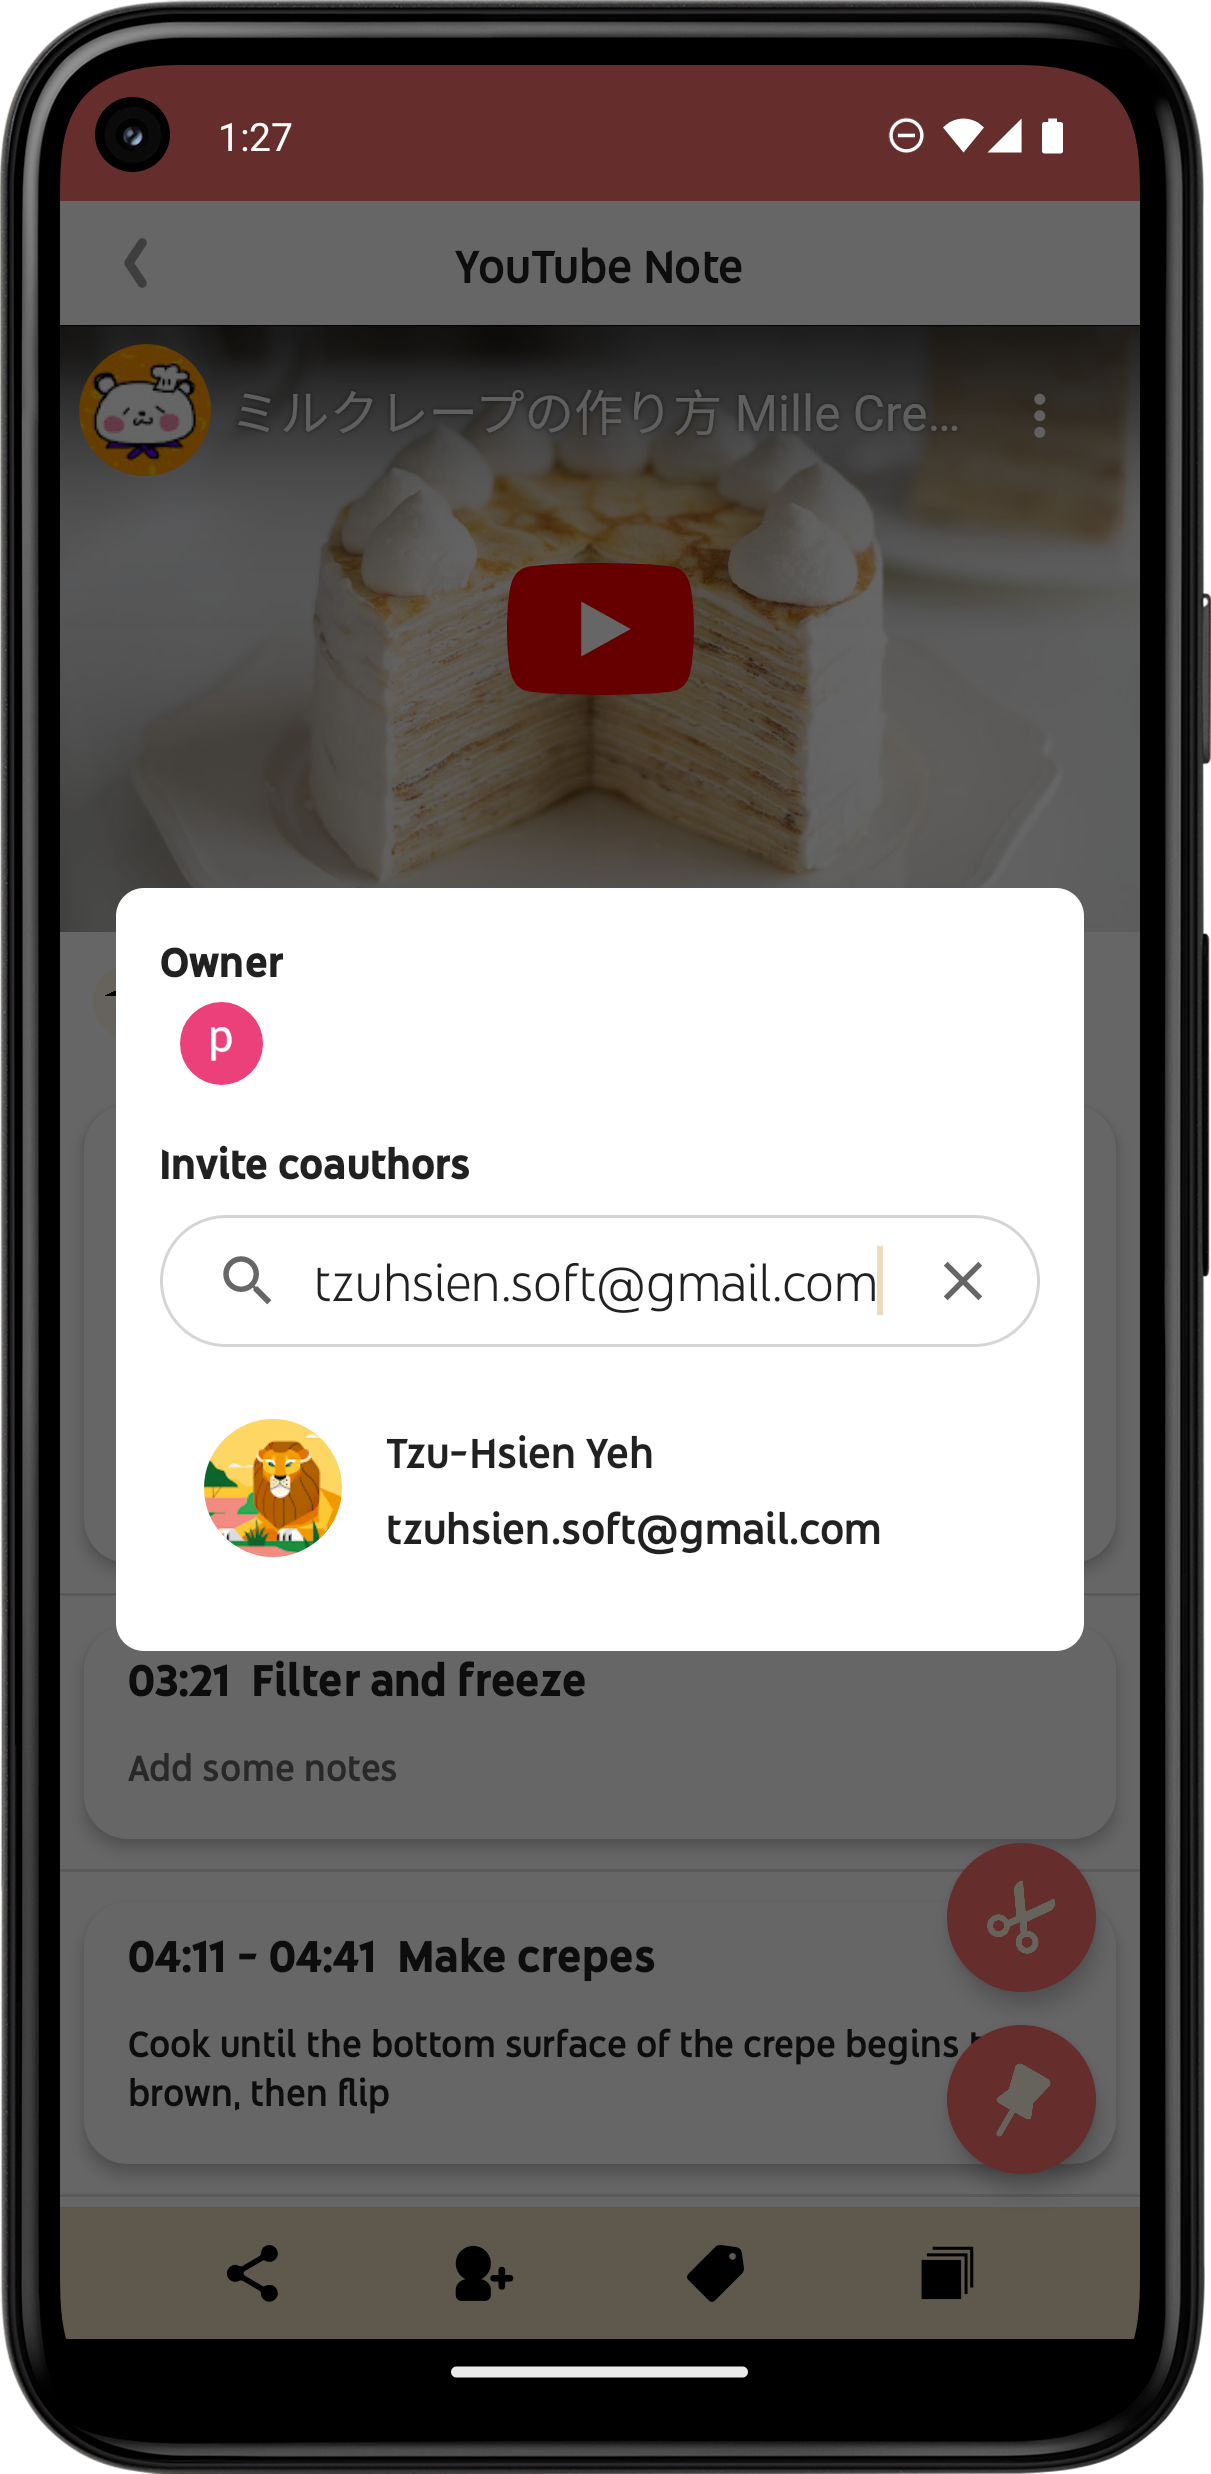 1:27
YouTube Note
ミルクレープの作り方 Mille Cre...
Owner
p
Invite coauthors
tzuhsien.soft@gmail.com
Tzu-Hsien Yeh
tzuhsien.soft@gmail.com
03:21 Filter and freeze
Add some notes
04:11 - 04:41 Make crepes
Cook until the bottom surface of the crepe begins
brown, then flip